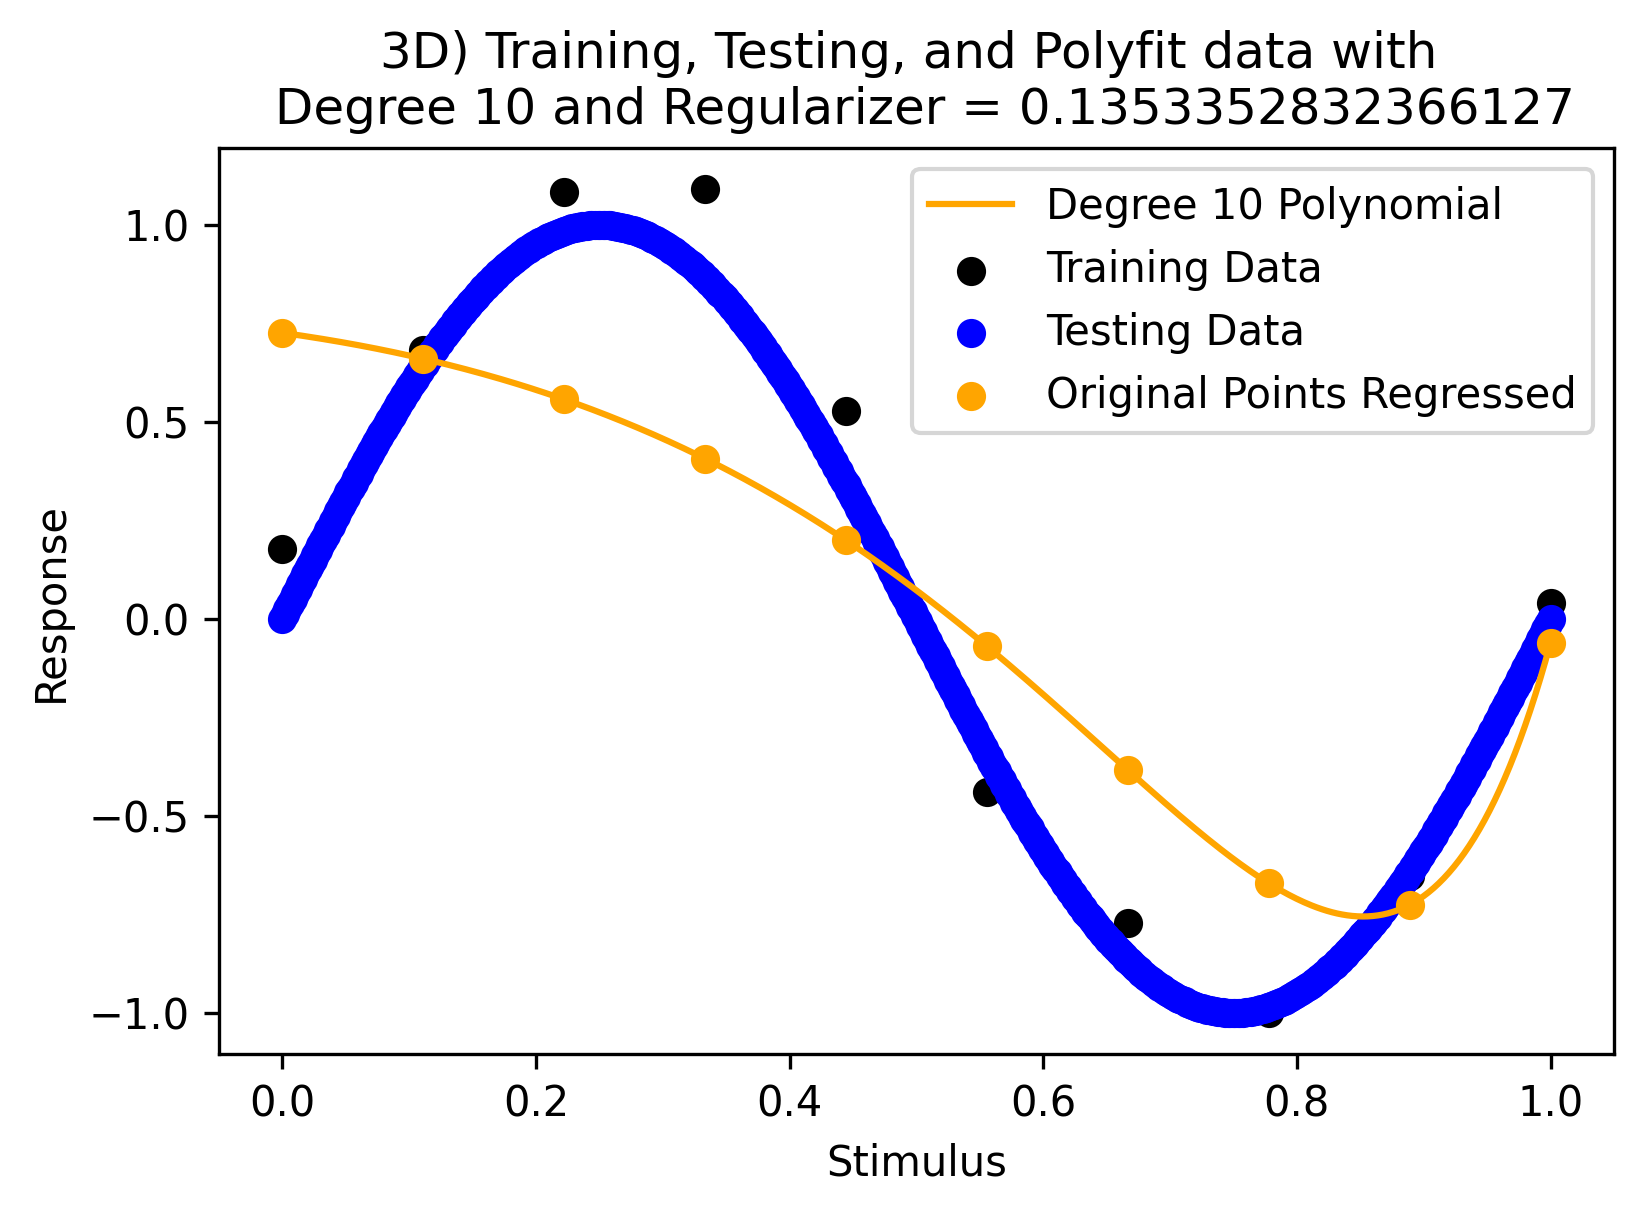 3D) Training, Testing, and Polyfit data with
Degree 10 and Regularizer = 0.1353352832366127
Degree 10 Polynomial
Training Data
Testing Data
Original Points Regressed
Response
1.0
0.5
0.0
−0.5
−1.0
0.0 0.2 0.4 0.6 0.8 1.0
Stimulus